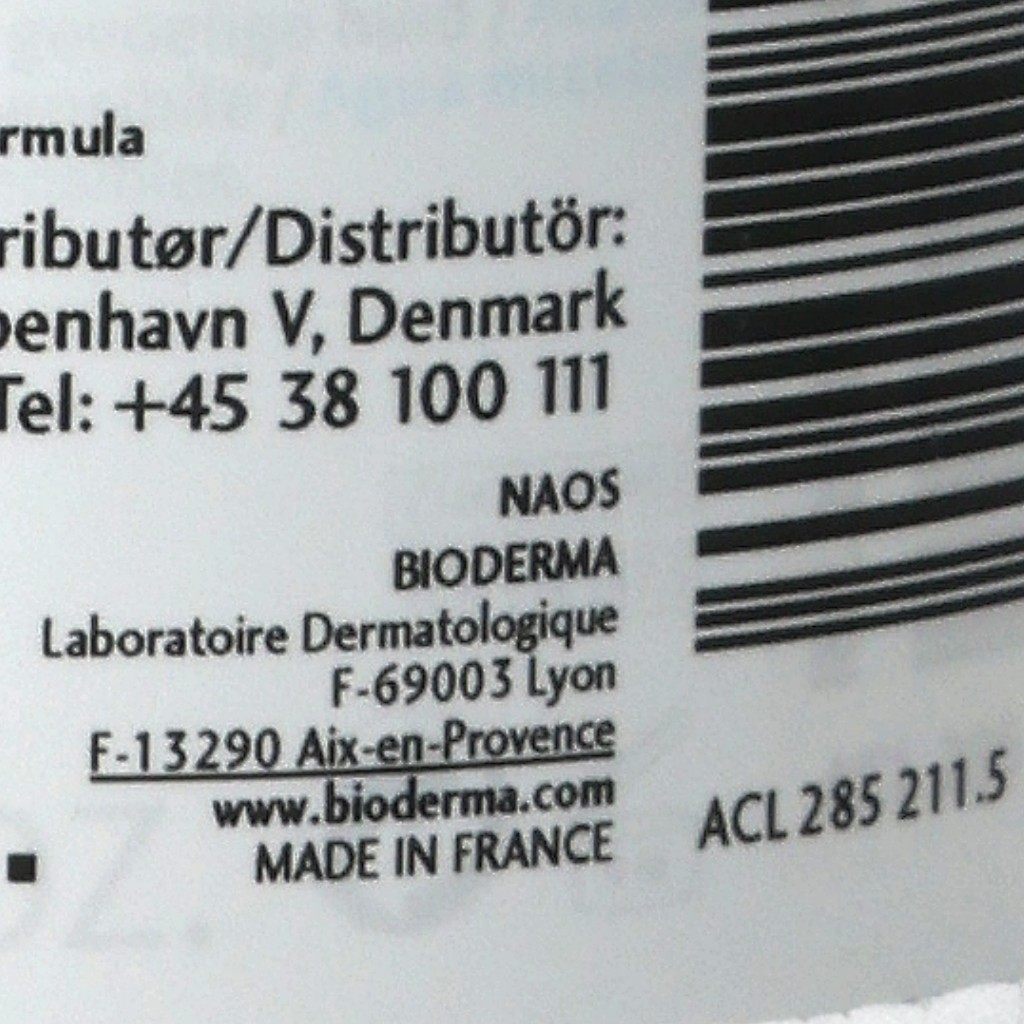 rmula
ributør/Distributör:
benhavn V, Denmark
Tel: +45 38 100 111
NAOS
BIODERMA
Laboratoire Dermatologique
F-69003 Lyon
F-13290 Aix-en-Provence
www.bioderma.com
MADE IN FRANCE
ACL 285 211.5